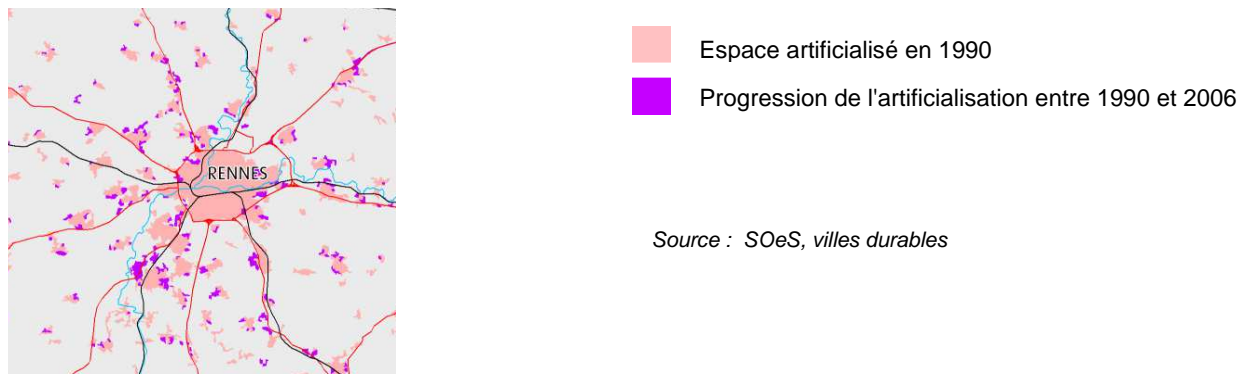 RENNES
Espace artificialisé en 1990
Progression de l'artificialisation entre 1990 et 2006
Source : SOeS, villes durables